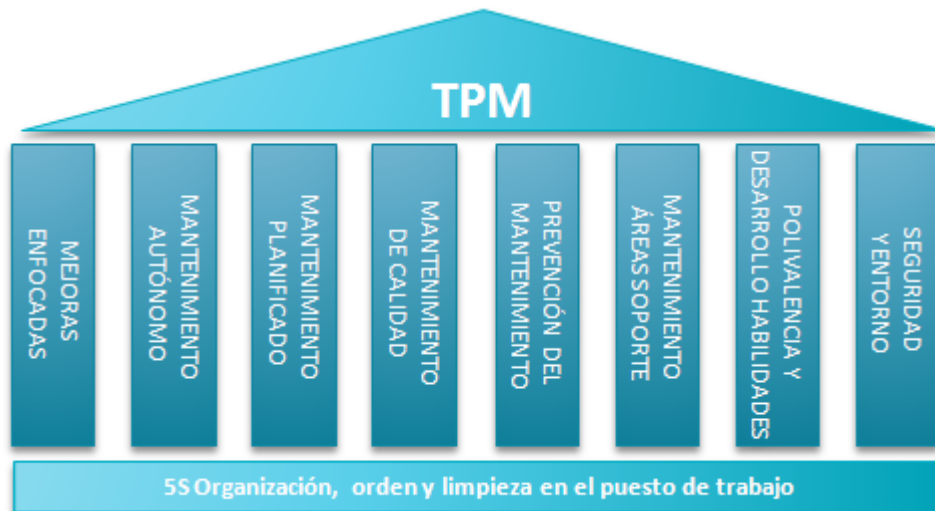 TPM
MEJORAS
ENFOCADAS
MANTENIMIENTO
AUTÓNOMO
MANTENIMIENTO
PLANIFICADO
MANTENIMIENTO
DE CALIDAD
PREVENCIÓN DEL
MANTENIMIENTO
MANTENIMIENTO
ÁREAS SOPORTE
POLIVALENCIA Y
DESARROLLO HABILIDADES
SEGURIDAD
Y ENTORNO
5S Organización, orden y limpieza en el puesto de trabajo